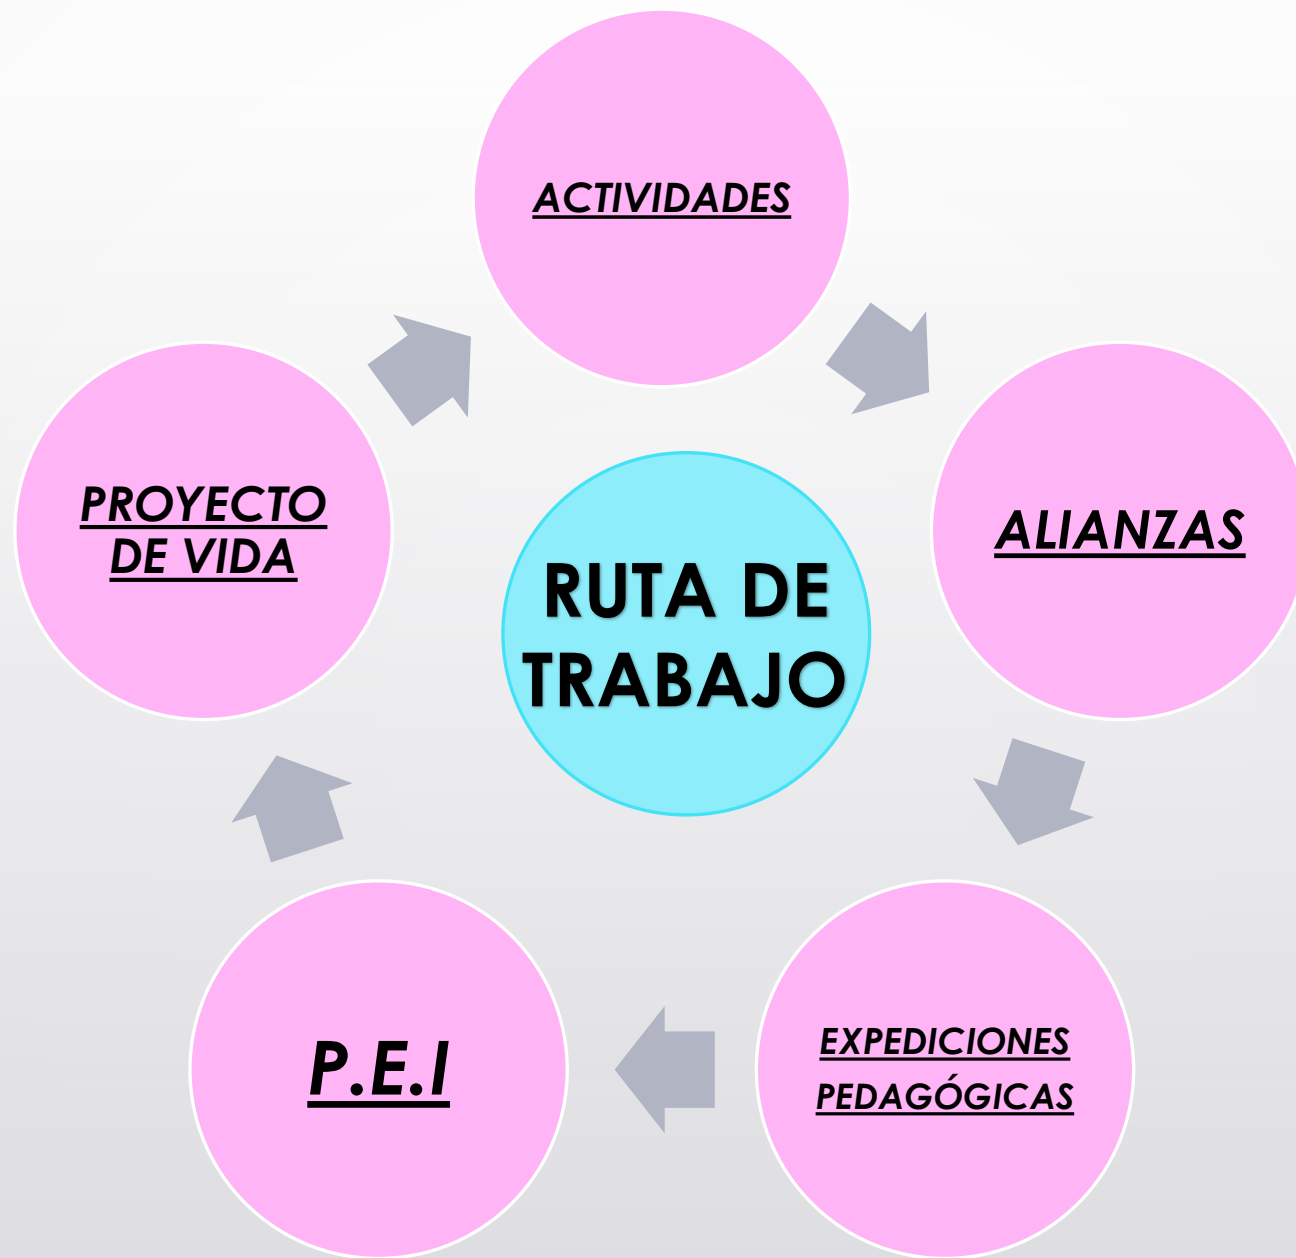 ACTIVIDADES
ALIANZAS
EXPEDICIONES
PEDAGÓGICAS
P.E.I
PROYECTO
DE VIDA
RUTA DE
TRABAJO